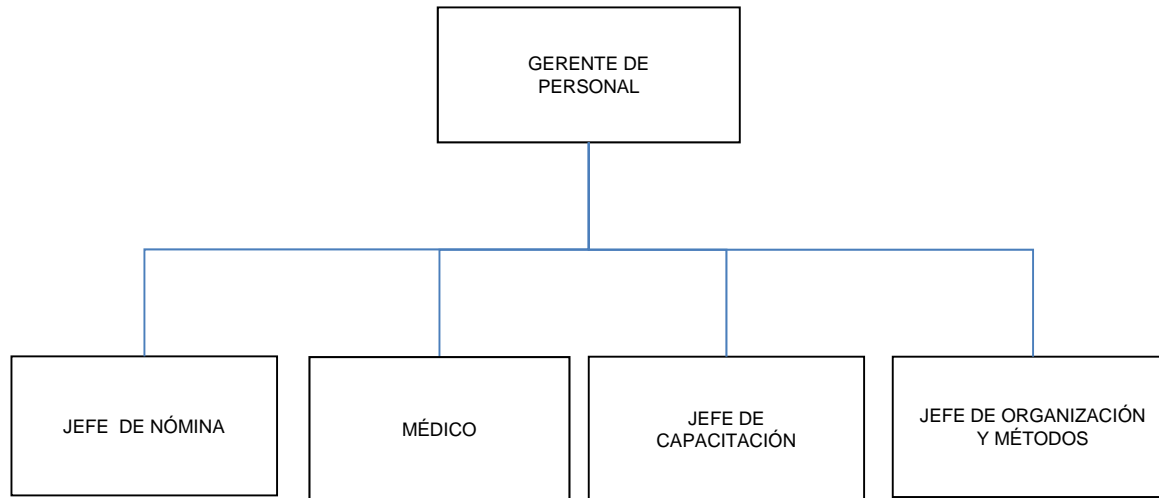 GERENTE DE
PERSONAL
JEFE DE NÓMINA
MÉDICO
JEFE DE
CAPACITACIÓN
JEFE DE ORGANIZACIÓN
Y MÉTODOS